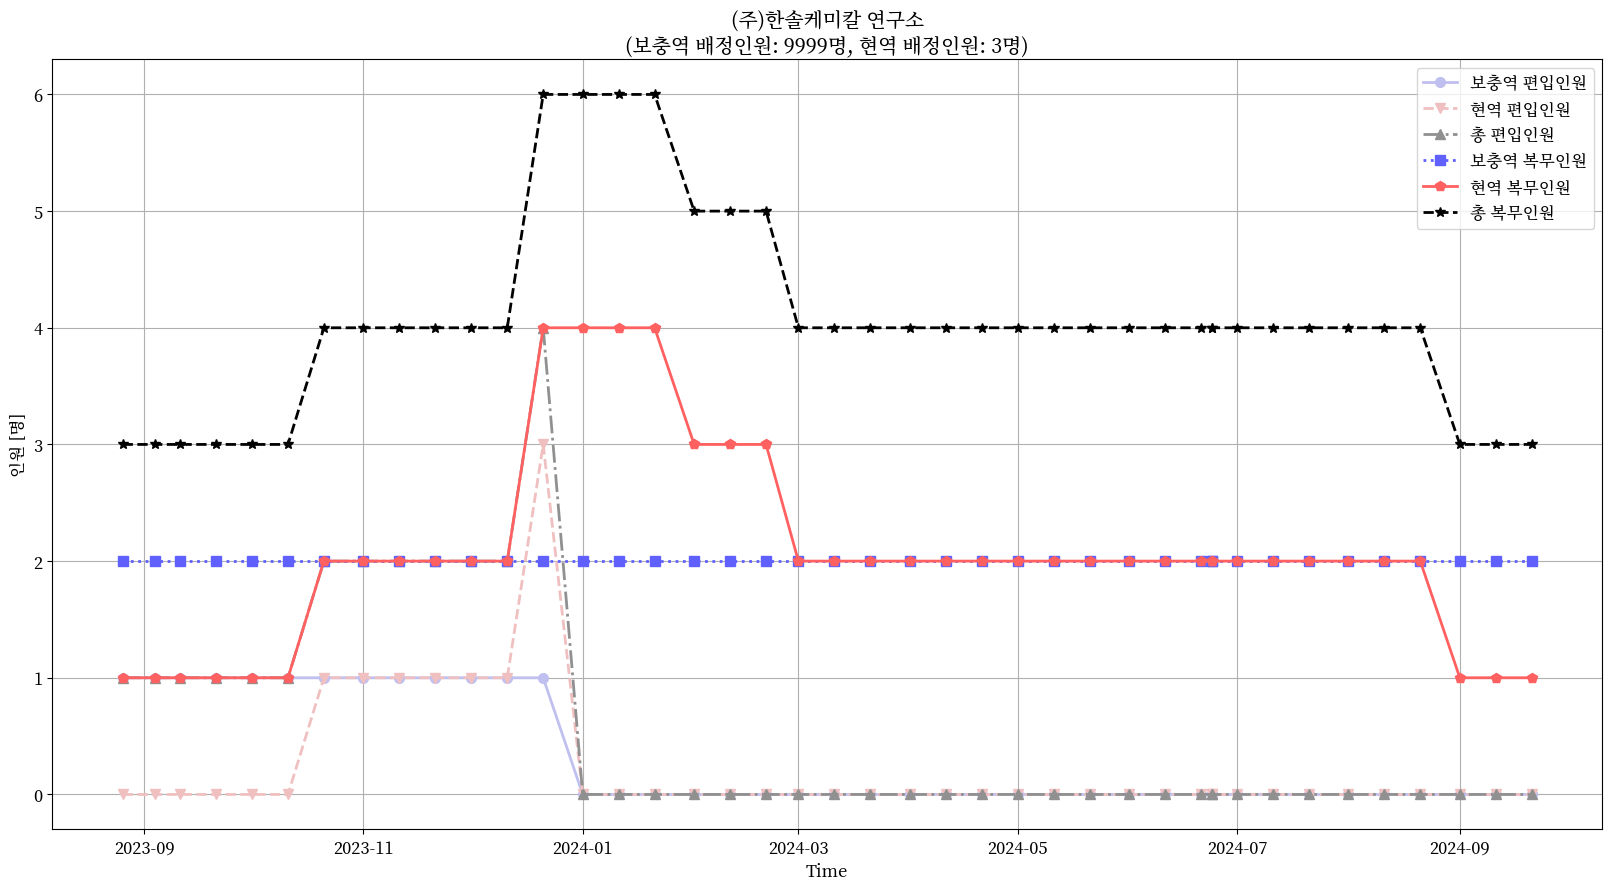 (주)한솔케미칼 연구소
(보충역 배정인원: 9999명, 현역 배정인원: 3명)
보충역 편입인원
현역 편입인원
총 편입인원
보충역 복무인원
현역 복무인원
총 복무인원
인원 [명]
6
5
4
3
2
1
0
2023-09
2023-11
2024-01
2024-03
2024-05
2024-07
2024-09
Time